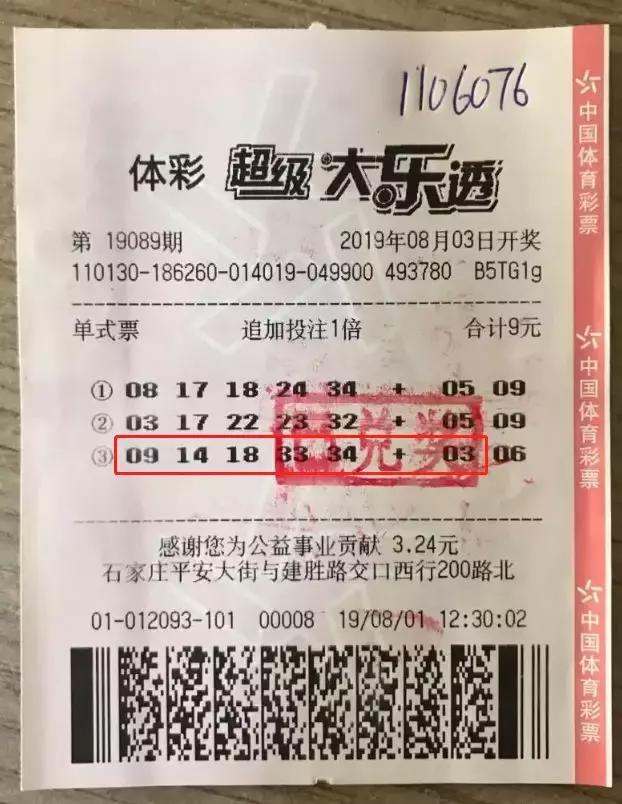 1106076
体彩 超级大乐透
第 19089期 2019年08月03日开奖
110130-186260-014019-049900 493780 B5TG1g
单式票 追加投注1倍 合计9元
① 08 17 18 24 34 + 05 09
② 03 17 22 23 32 + 05 09
③ 09 14 18 33 34 + 03 06
已兑奖
感谢您为公益事业贡献 3.24元
石家庄平安大街与建胜路交口西行200路北
01-012093-101 00008 19/08/01 12:30:02
中国体育彩票
中国体育彩票
中国体育彩票